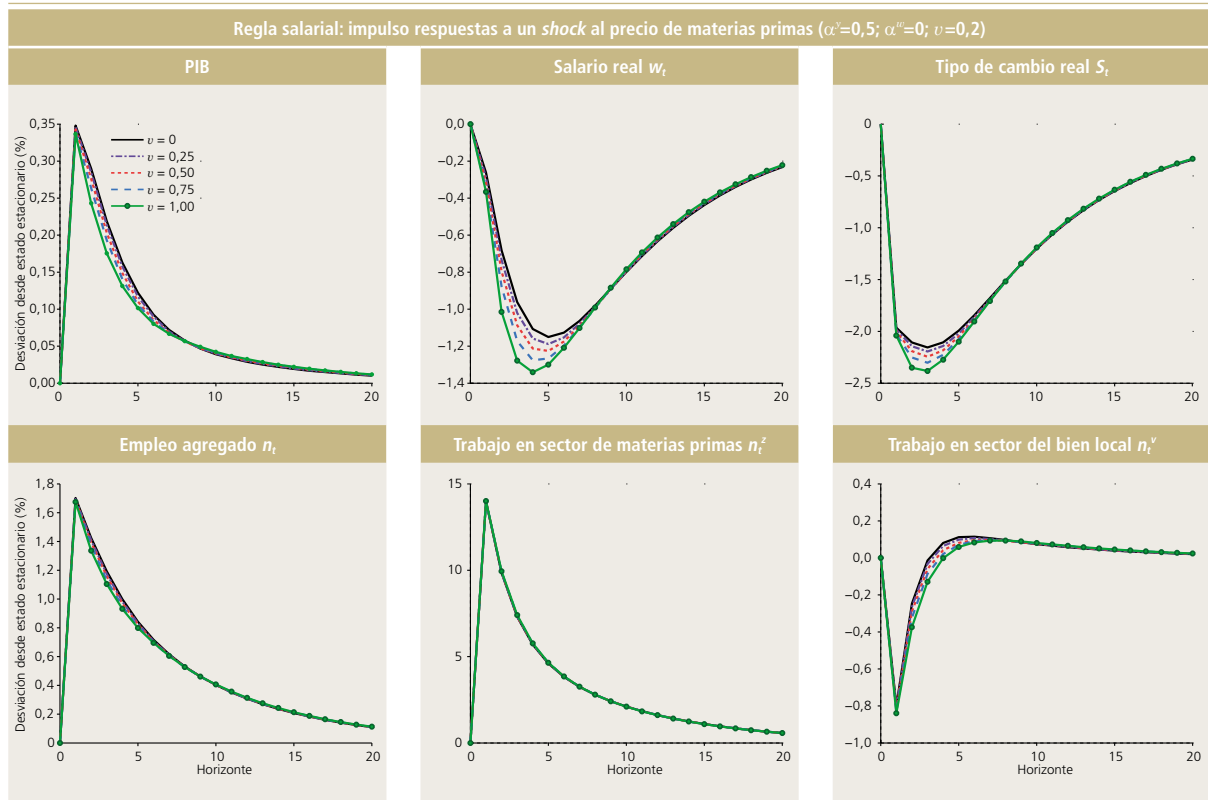 Regla salarial: impulso respuestas a un shock al precio de materias primas (αˢ=0,5; αʷ=0; υ=0,2)
PIB
Desviación desde estado estacionario (%)
0,35
0,30
0,25
0,20
0,15
0,10
0,05
0,00
υ = 0
υ = 0,25
υ = 0,50
υ = 0,75
υ = 1,00
0 5 10 15 20
Salario real wₜ
0,0
−0,2
−0,4
−0,6
−0,8
−1,0
−1,2
−1,4
0 5 10 15 20
Tipo de cambio real Sₜ
0
−0,5
−1,0
−1,5
−2,0
−2,5
0 5 10 15 20
Empleo agregado nₜ
Desviación desde estado estacionario (%)
1,8
1,6
1,4
1,2
1,0
0,8
0,6
0,4
0,2
0
0 5 10 15 20
Horizonte
Trabajo en sector de materias primas nₜᶻ
15
10
5
0
0 5 10 15 20
Horizonte
Trabajo en sector del bien local nₜᵛ
0,4
0,2
0,0
−0,2
−0,4
−0,6
−0,8
−1,0
0 5 10 15 20
Horizonte